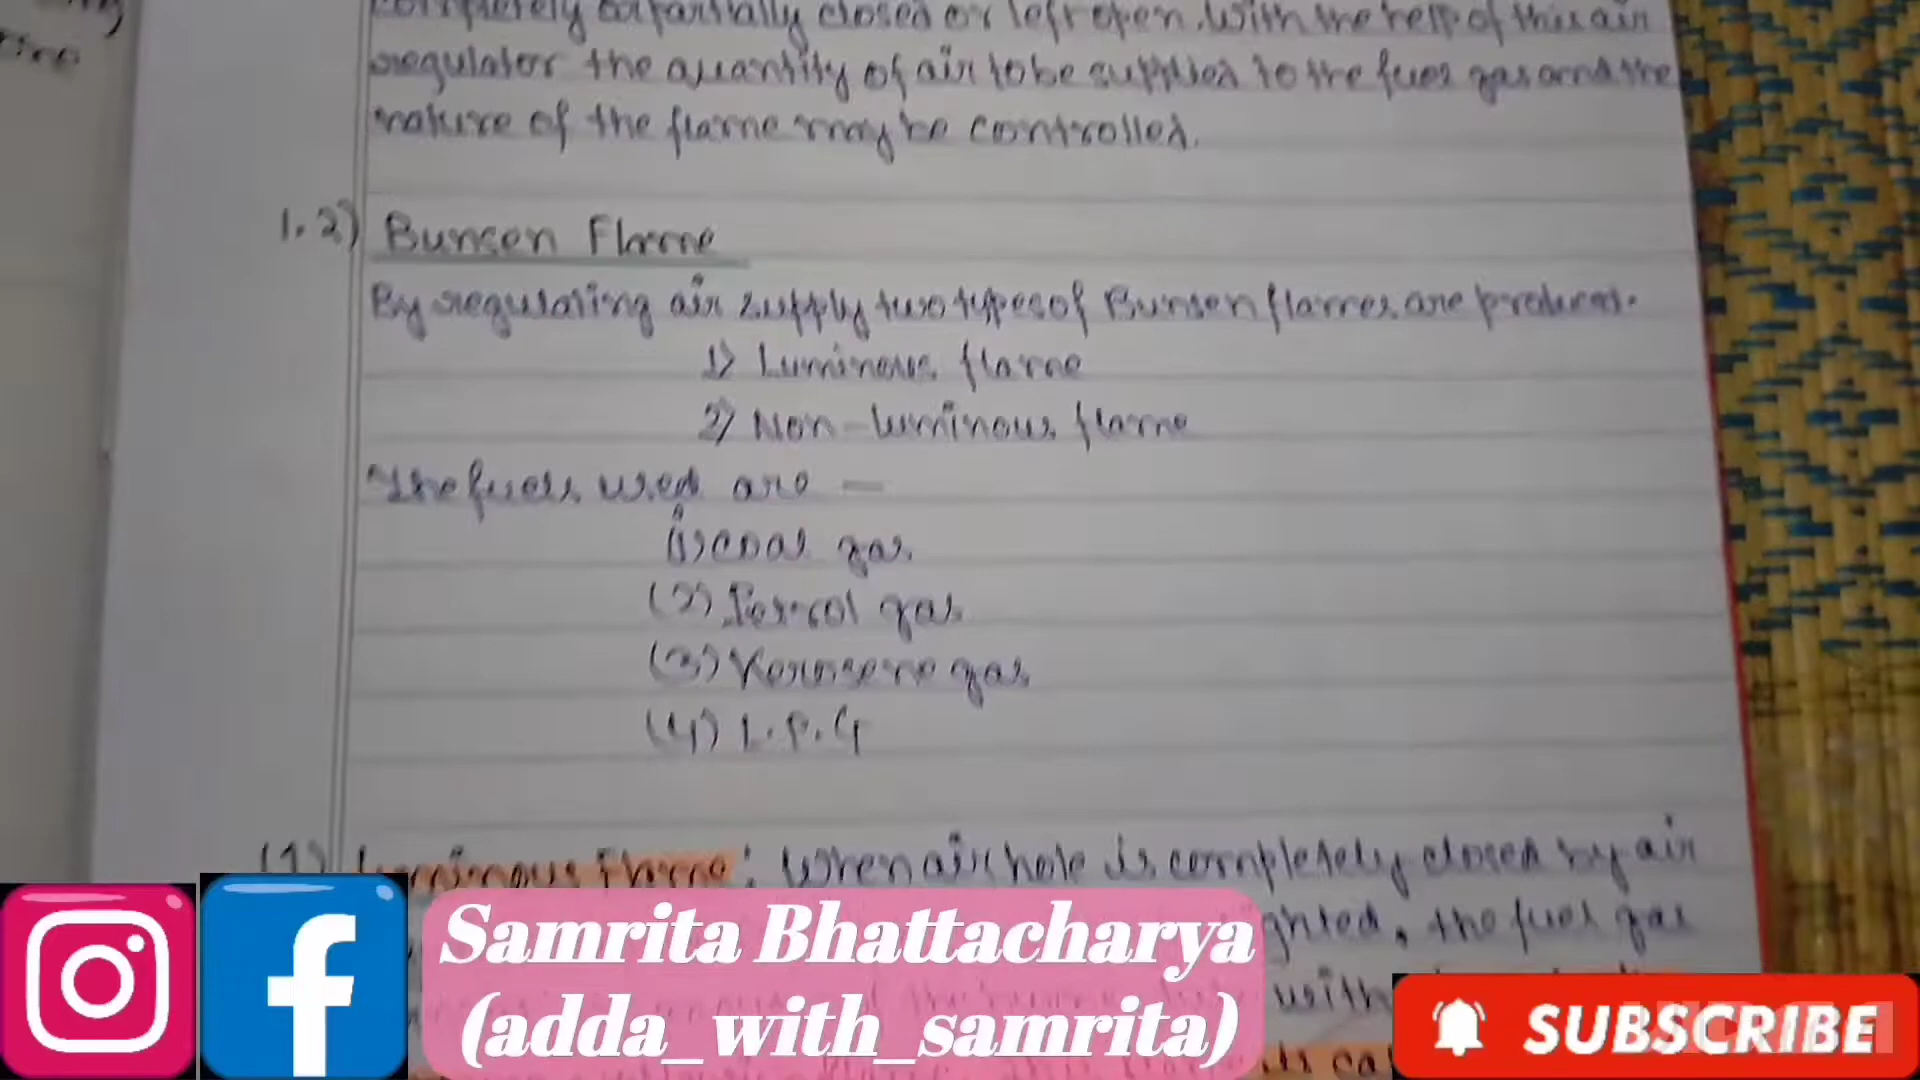 completely or partially closed or left open. With the help of this air
regulator the quantity of air to be supplied to the fuel gas and the
nature of the flame may be controlled.
1.2) Bunsen Flame
By regulating air supply two types of Bunsen flames are produced.
1) Luminous flame
2) Non-luminous flame
The fuels used are —
(1) Coal gas
(2) Petrol gas
(3) Kerosene gas
(4) L.P.G
(1) Luminous Flame: When air hole is completely closed by air
ghted, the fuel gas
with
Samrita Bhattacharya
(adda_with_samrita)
SUBSCRIBE